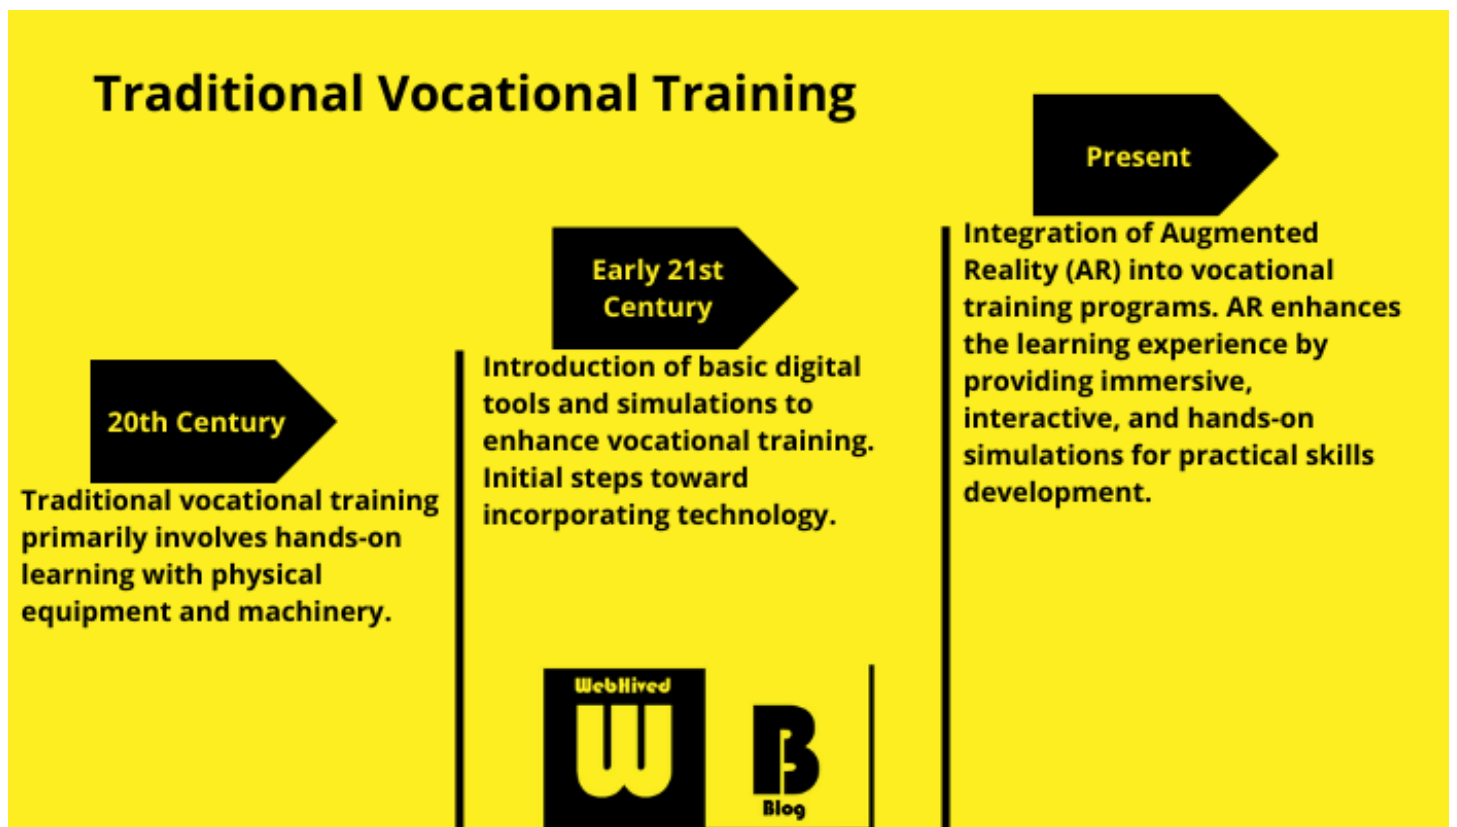 Traditional Vocational Training
20th Century
Traditional vocational training
primarily involves hands-on
learning with physical
equipment and machinery.
Early 21st
Century
Introduction of basic digital
tools and simulations to
enhance vocational training.
Initial steps toward
incorporating technology.
Present
Integration of Augmented
Reality (AR) into vocational
training programs. AR enhances
the learning experience by
providing immersive,
interactive, and hands-on
simulations for practical skills
development.
WebHived
W
B
Blog